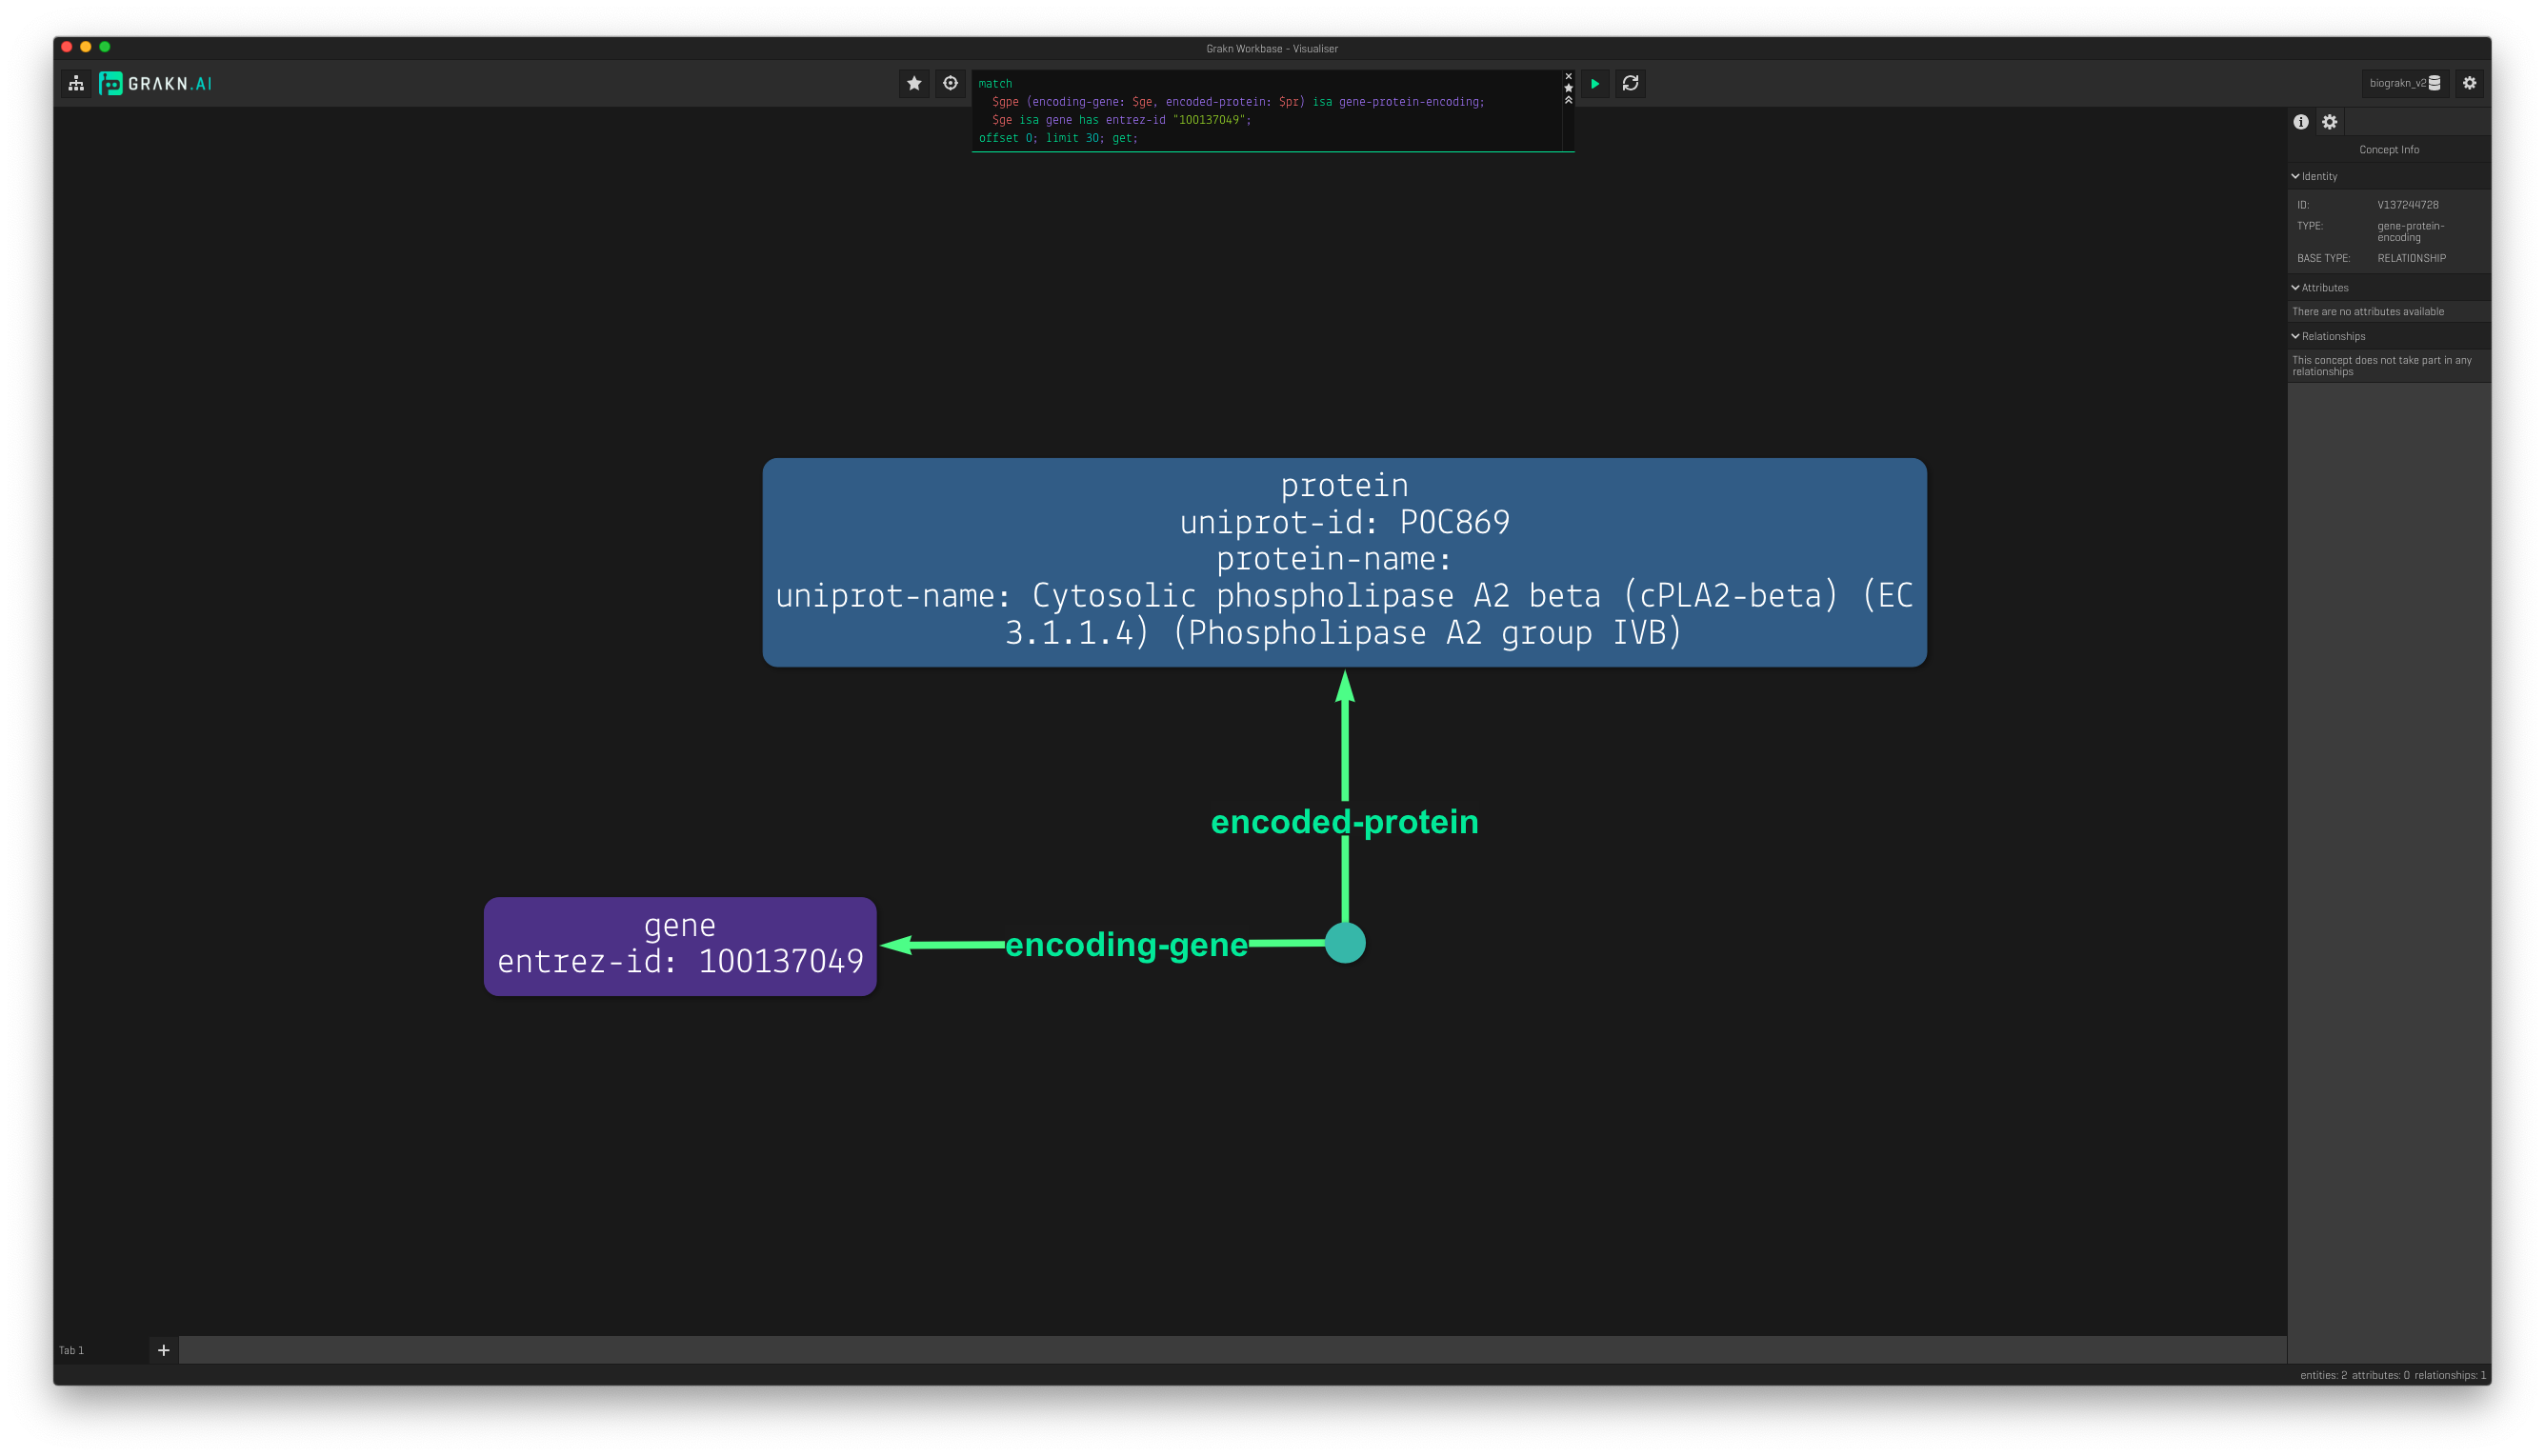 Grakn Workbase - Visualiser
GRAKN.AI
match
$gpe (encoding-gene: $ge, encoded-protein: $pr) isa gene-protein-encoding;
$ge isa gene has entrez-id "100137049";
offset 0; limit 30; get;
biograkn_v2
Concept Info
Identity
ID: V137244728
TYPE: gene-protein-
encoding
BASE TYPE: RELATIONSHIP
Attributes
There are no attributes available
Relationships
This concept does not take part in any
relationships
protein
uniprot-id: P0C869
protein-name:
uniprot-name: Cytosolic phospholipase A2 beta (cPLA2-beta) (EC
3.1.1.4) (Phospholipase A2 group IVB)
encoded-protein
gene
entrez-id: 100137049
encoding-gene
Tab 1
entities: 2 attributes: 0 relationships: 1